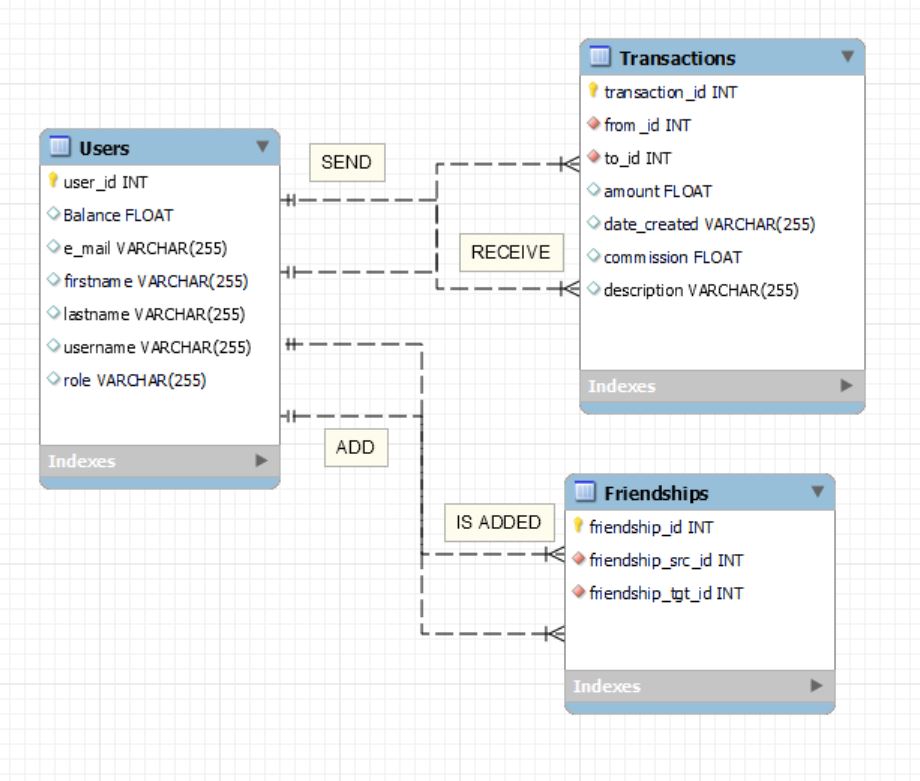 Users
user_id INT
Balance FLOAT
e_mail VARCHAR(255)
firstname VARCHAR(255)
lastname VARCHAR(255)
username VARCHAR(255)
role VARCHAR(255)
Indexes
SEND
RECEIVE
ADD
IS ADDED
Transactions
transaction_id INT
from_id INT
to_id INT
amount FLOAT
date_created VARCHAR(255)
commission FLOAT
description VARCHAR(255)
Indexes
Friendships
friendship_id INT
friendship_src_id INT
friendship_tgt_id INT
Indexes